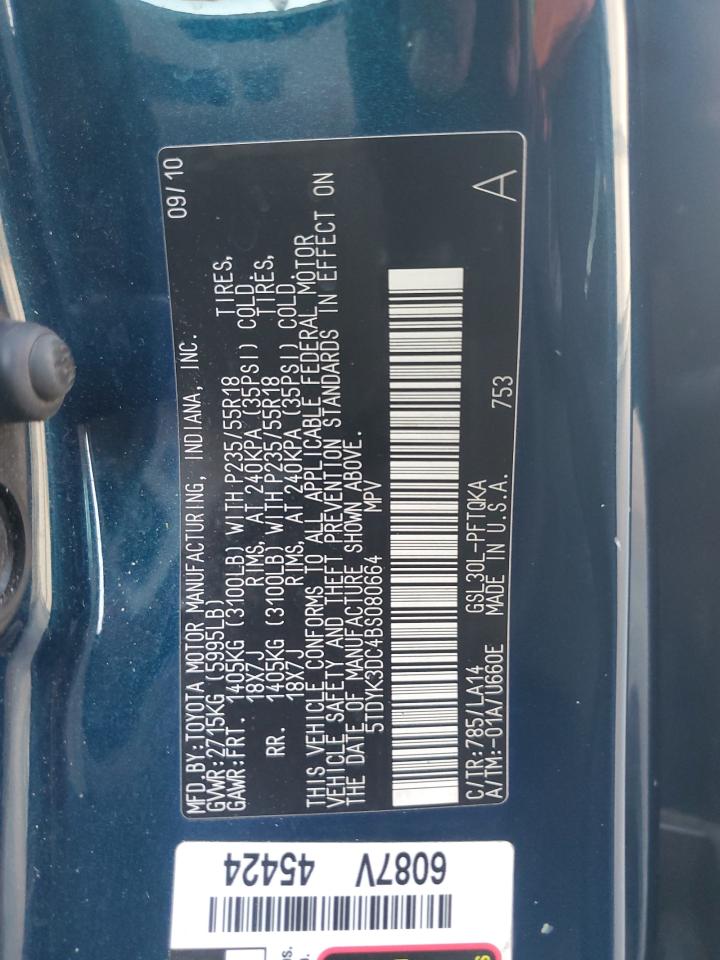 MFD. BY: TOYOTA MOTOR MANUFACTURING, INDIANA, INC. 09/10
GVWR: 2715KG (5995LB)
GAWR: FRT. 1405KG (3100LB) WITH P235/55R18 TIRES,
18X7J RIMS, AT 240KPA (35PSI) COLD.
RR. 1405KG (3100LB) WITH P235/55R18 TIRES,
18X7J RIMS, AT 240KPA (35PSI) COLD.
THIS VEHICLE CONFORMS TO ALL APPLICABLE FEDERAL MOTOR
VEHICLE SAFETY AND THEFT PREVENTION STANDARDS IN EFFECT ON
THE DATE OF MANUFACTURE SHOWN ABOVE.
5TDYK3DC4BS080664 MPV
C/TR: 785/LA14 GSL30L-PFTQKA
A/TM: -01A/U660E MADE IN U.S.A. 753 A
6087V 45424